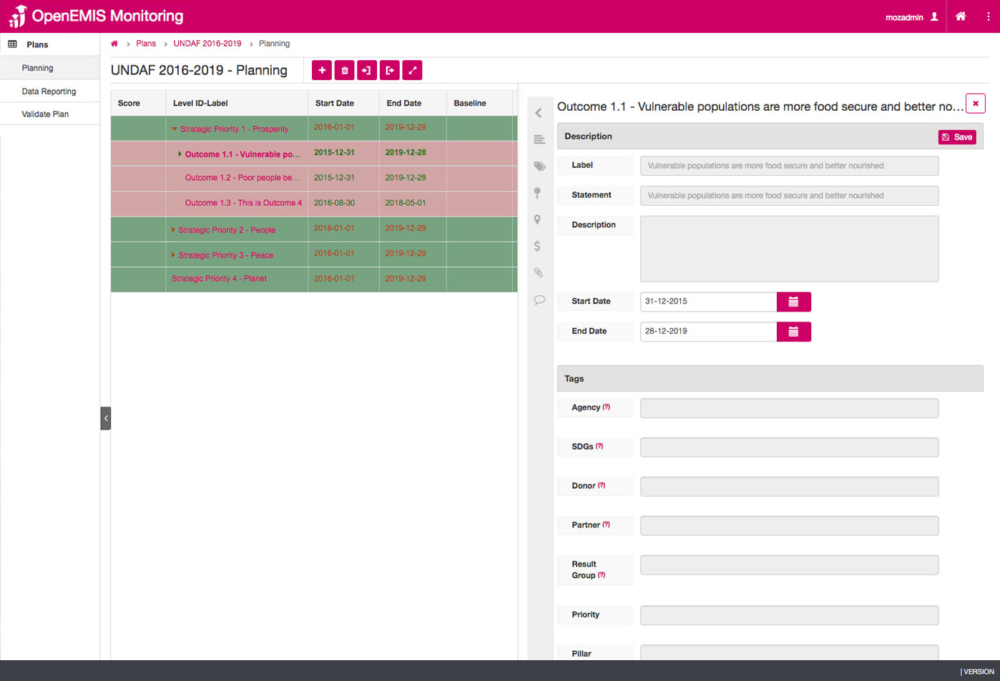 OpenEMIS Monitoring
mozadmin
Plans
Planning
Data Reporting
Validate Plan
Plans > UNDAF 2016-2019 > Planning
UNDAF 2016-2019 - Planning
Score Level ID-Label Start Date End Date Baseline
Strategic Priority 1 - Prosperity 2016-01-01 2019-12-29
Outcome 1.1 - Vulnerable po... 2015-12-31 2019-12-28
Outcome 1.2 - Poor people be... 2015-12-31 2019-12-28
Outcome 1.3 - This is Outcome 4 2016-08-30 2018-05-01
Strategic Priority 2 - People 2016-01-01 2019-12-29
Strategic Priority 3 - Peace 2016-01-01 2019-12-29
Strategic Priority 4 - Planet 2016-01-01 2019-12-29
Outcome 1.1 - Vulnerable populations are more food secure and better no...
Description Save
Label Vulnerable populations are more food secure and better nourished
Statement Vulnerable populations are more food secure and better nourished
Description
Start Date 31-12-2015
End Date 28-12-2019
Tags
Agency (?)
SDGs (?)
Donor (?)
Partner (?)
Result
Group (?)
Priority
Pillar
| VERSION